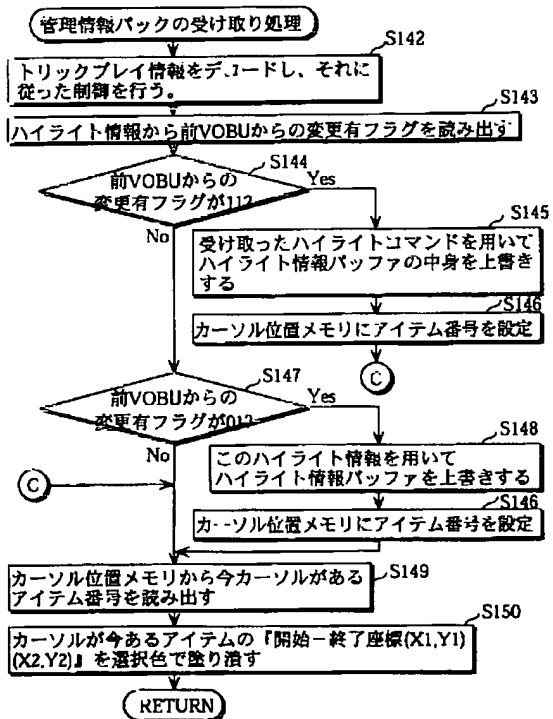 管理情報パックの受け取り処理
S142
トリックプレイ情報をデコードし、それに
従った制御を行う。
S143
ハイライト情報から前VOBUからの変更有フラグを読み出す
S144
前VOBUからの
変更有フラグが11?
Yes
No
S145
受け取ったハイライトコマンドを用いて
ハイライト情報バッファの中身を上書き
する
S146
カーソル位置メモリにアイテム番号を設定
C
S147
前VOBUからの
変更有フラグが01?
Yes
No
S148
このハイライト情報を用いて
ハイライト情報バッファを上書きする
C
S146
カーソル位置メモリにアイテム番号を設定
S149
カーソル位置メモリから今カーソルがある
アイテム番号を読み出す
S150
カーソルが今あるアイテムの『開始－終了座標(X1,Y1)
(X2,Y2)』を選択色で塗り潰す
RETURN